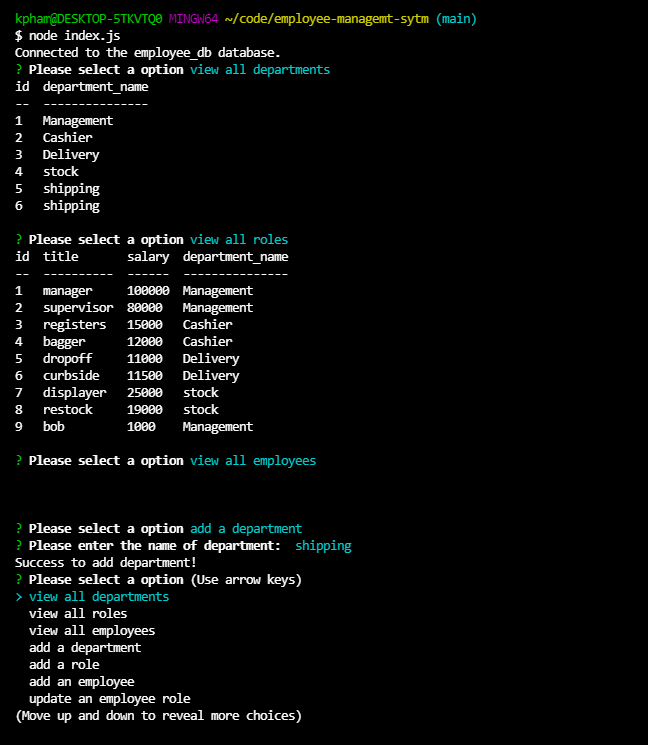 kpham@DESKTOP-5TKVTQ0 MINGW64 ~/code/employee-managemt-sytm (main)
$ node index.js
Connected to the employee_db database.
? Please select a option view all departments
id  department_name
--  ---------------
1   Management
2   Cashier
3   Delivery
4   stock
5   shipping
6   shipping
? Please select a option view all roles
id  title       salary  department_name
--  ----------  ------  ---------------
1   manager     100000  Management
2   supervisor  80000   Management
3   registers   15000   Cashier
4   bagger      12000   Cashier
5   dropoff     11000   Delivery
6   curbside    11500   Delivery
7   displayer   25000   stock
8   restock     19000   stock
9   bob         1000    Management
? Please select a option view all employees
? Please select a option add a department
? Please enter the name of department:  shipping
Success to add department!
? Please select a option (Use arrow keys)
> view all departments
  view all roles
  view all employees
  add a department
  add a role
  add an employee
  update an employee role
(Move up and down to reveal more choices)